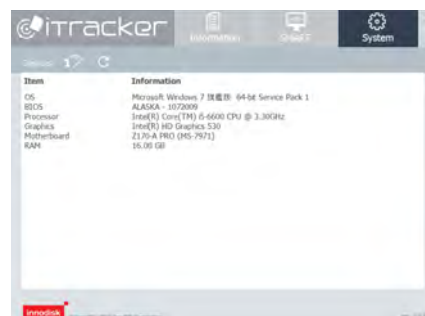 iTracker
Information
SMART
System
Item Information
OS Microsoft Windows 7 旗艦版 64-bit Service Pack 1
BIOS ALASKA - 1072009
Processor Intel(R) Core(TM) i5-6600 CPU @ 3.30GHz
Graphics Intel(R) HD Graphics 530
Motherboard Z170-A PRO (MS-7971)
RAM 16.00 GB
innodisk